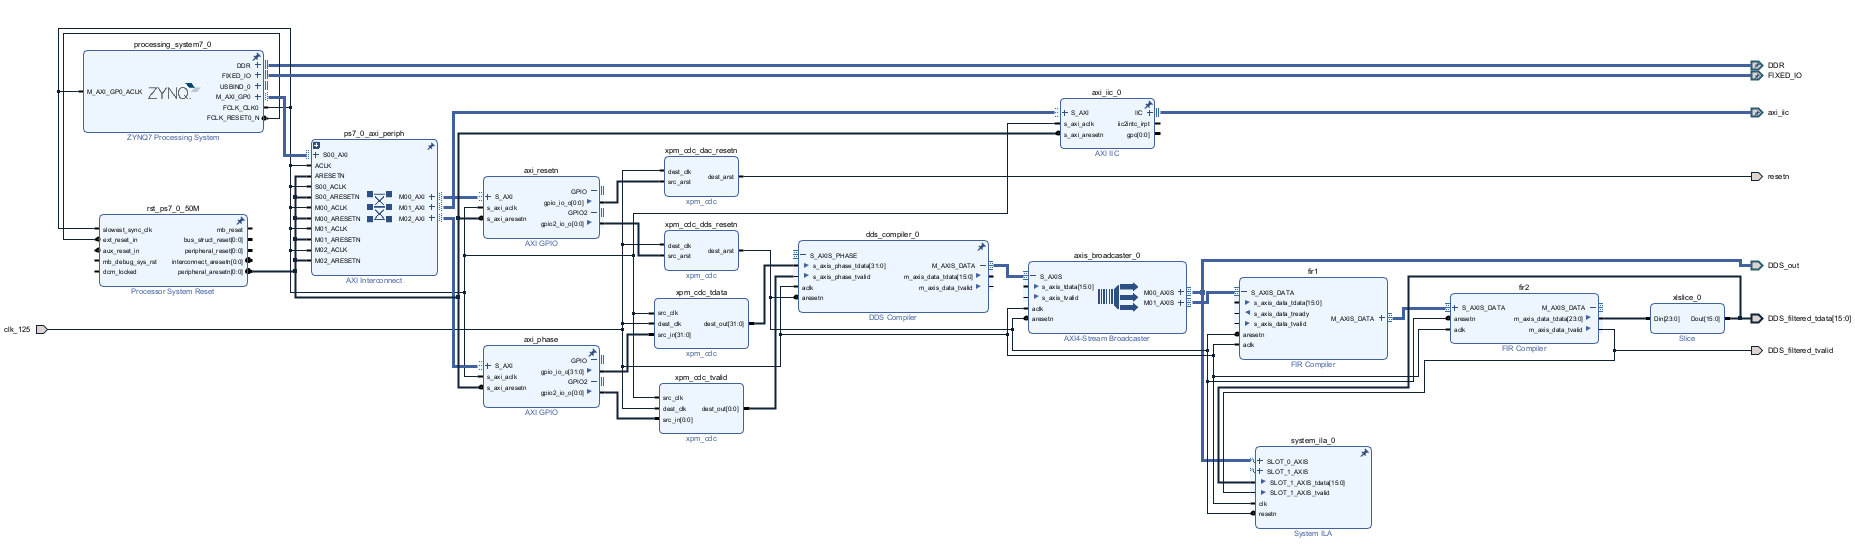 processing_system7_0
DDR
FIXED_IO
USBIND_0
M_AXI_GP0
FCLK_CLK0
FCLK_RESET0_N
M_AXI_GP0_ACLK
ZYNQ
ZYNQ7 Processing System
DDR
FIXED_IO
axi_iic_0
S_AXI
s_axi_aclk
s_axi_aresetn
IIC
iic2intc_irpt
gpo[0:0]
AXI IIC
axi_iic
ps7_0_axi_periph
S00_AXI
ACLK
ARESETN
S00_ACLK
S00_ARESETN
M00_ACLK
M00_ARESETN
M01_ACLK
M01_ARESETN
M02_ACLK
M02_ARESETN
M00_AXI
M01_AXI
M02_AXI
AXI Interconnect
rst_ps7_0_50M
slowest_sync_clk
ext_reset_in
aux_reset_in
mb_debug_sys_rst
dcm_locked
mb_reset
bus_struct_reset[0:0]
peripheral_reset[0:0]
interconnect_aresetn[0:0]
peripheral_aresetn[0:0]
Processor System Reset
clk_125
axi_resetn
S_AXI
s_axi_aclk
s_axi_aresetn
GPIO
gpio_io_o[0:0]
GPIO2
gpio2_io_o[0:0]
AXI GPIO
axi_phase
S_AXI
s_axi_aclk
s_axi_aresetn
GPIO
gpio_io_o[31:0]
GPIO2
gpio2_io_o[0:0]
AXI GPIO
xpm_cdc_dac_resetn
dest_clk
src_arst
dest_arst
xpm_cdc
resetn
xpm_cdc_dds_resetn
dest_clk
src_arst
dest_arst
xpm_cdc
xpm_cdc_tdata
src_clk
dest_clk
src_in[31:0]
dest_out[31:0]
xpm_cdc
xpm_cdc_tvalid
src_clk
dest_clk
src_in[0:0]
dest_out[0:0]
xpm_cdc
dds_compiler_0
S_AXIS_PHASE
s_axis_phase_tdata[31:0]
s_axis_phase_tvalid
aclk
aresetn
M_AXIS_DATA
m_axis_data_tdata[15:0]
m_axis_data_tvalid
DDS Compiler
axis_broadcaster_0
S_AXIS
s_axis_tdata[15:0]
s_axis_tvalid
aclk
aresetn
M00_AXIS
M01_AXIS
AXI4-Stream Broadcaster
fir1
S_AXIS_DATA
s_axis_data_tdata[15:0]
s_axis_data_tready
s_axis_data_tvalid
aresetn
aclk
M_AXIS_DATA
FIR Compiler
fir2
S_AXIS_DATA
aresetn
aclk
M_AXIS_DATA
m_axis_data_tdata[23:0]
m_axis_data_tvalid
FIR Compiler
xlslice_0
Din[23:0]
Dout[15:0]
Slice
DDS_out
DDS_filtered_tdata[15:0]
DDS_filtered_tvalid
system_ila_0
SLOT_0_AXIS
SLOT_1_AXIS
SLOT_1_AXIS_tdata[15:0]
SLOT_1_AXIS_tvalid
clk
resetn
System ILA